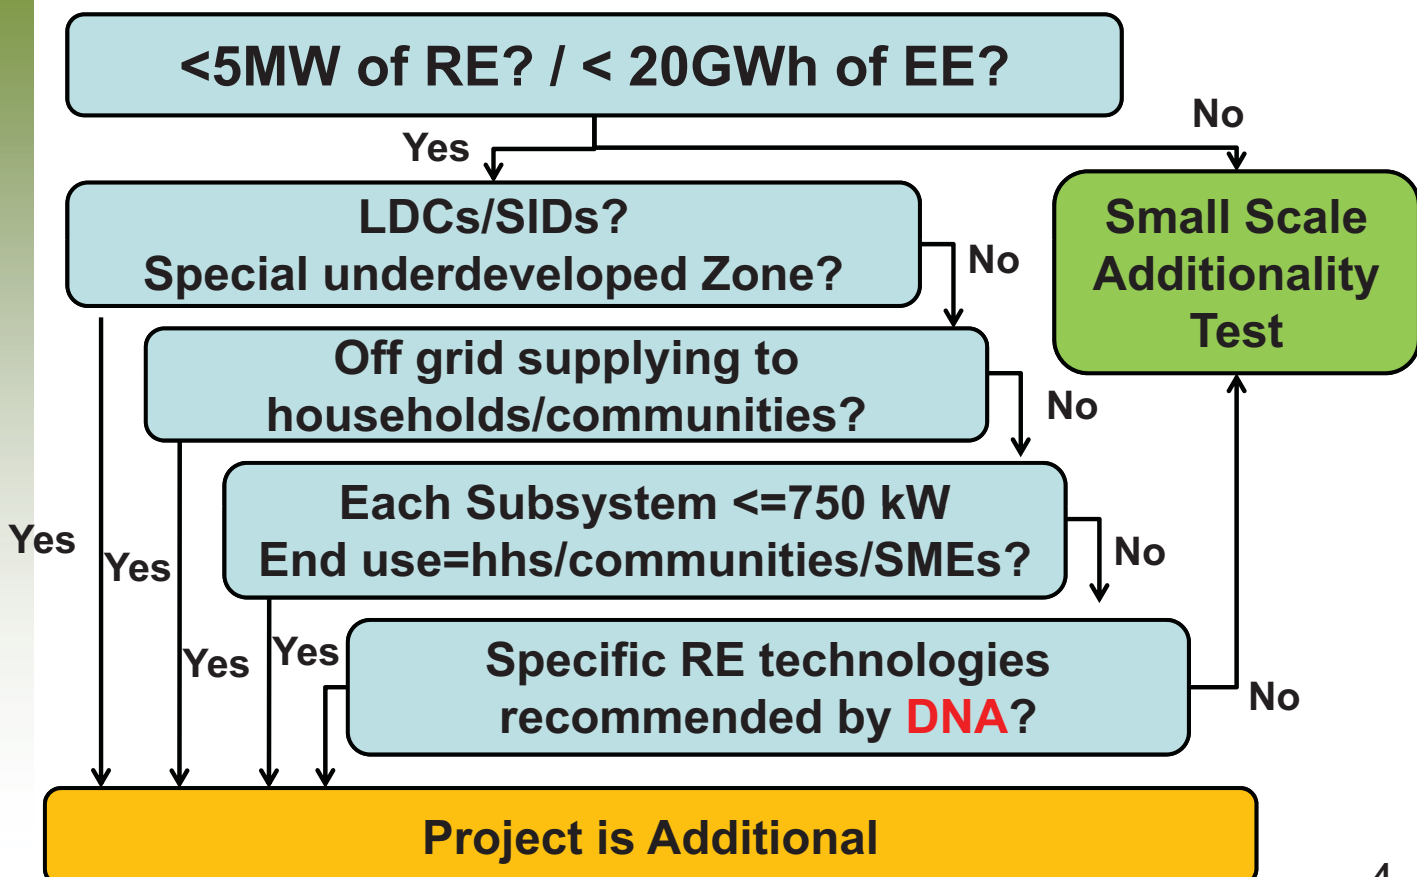 <5MW of RE? / < 20GWh of EE?
No
Yes
LDCs/SIDs?
Special underdeveloped Zone?
No
Small Scale
Additionality
Test
Off grid supplying to
households/communities?
No
Each Subsystem <=750 kW
End use=hhs/communities/SMEs?
No
Yes
Yes
Yes
Yes
Specific RE technologies
recommended by DNA?
No
Project is Additional
4